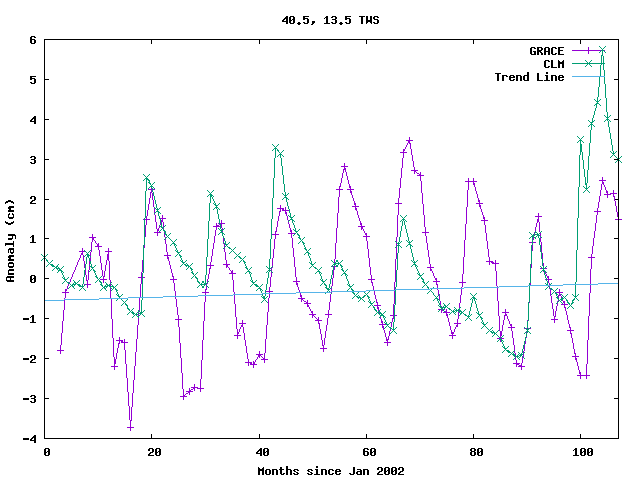 40.5, 13.5 TWS
GRACE
CLM
Trend Line
Anomaly (cm)
6
5
4
3
2
1
0
-1
-2
-3
-4
0 20 40 60 80 100
Months since Jan 2002